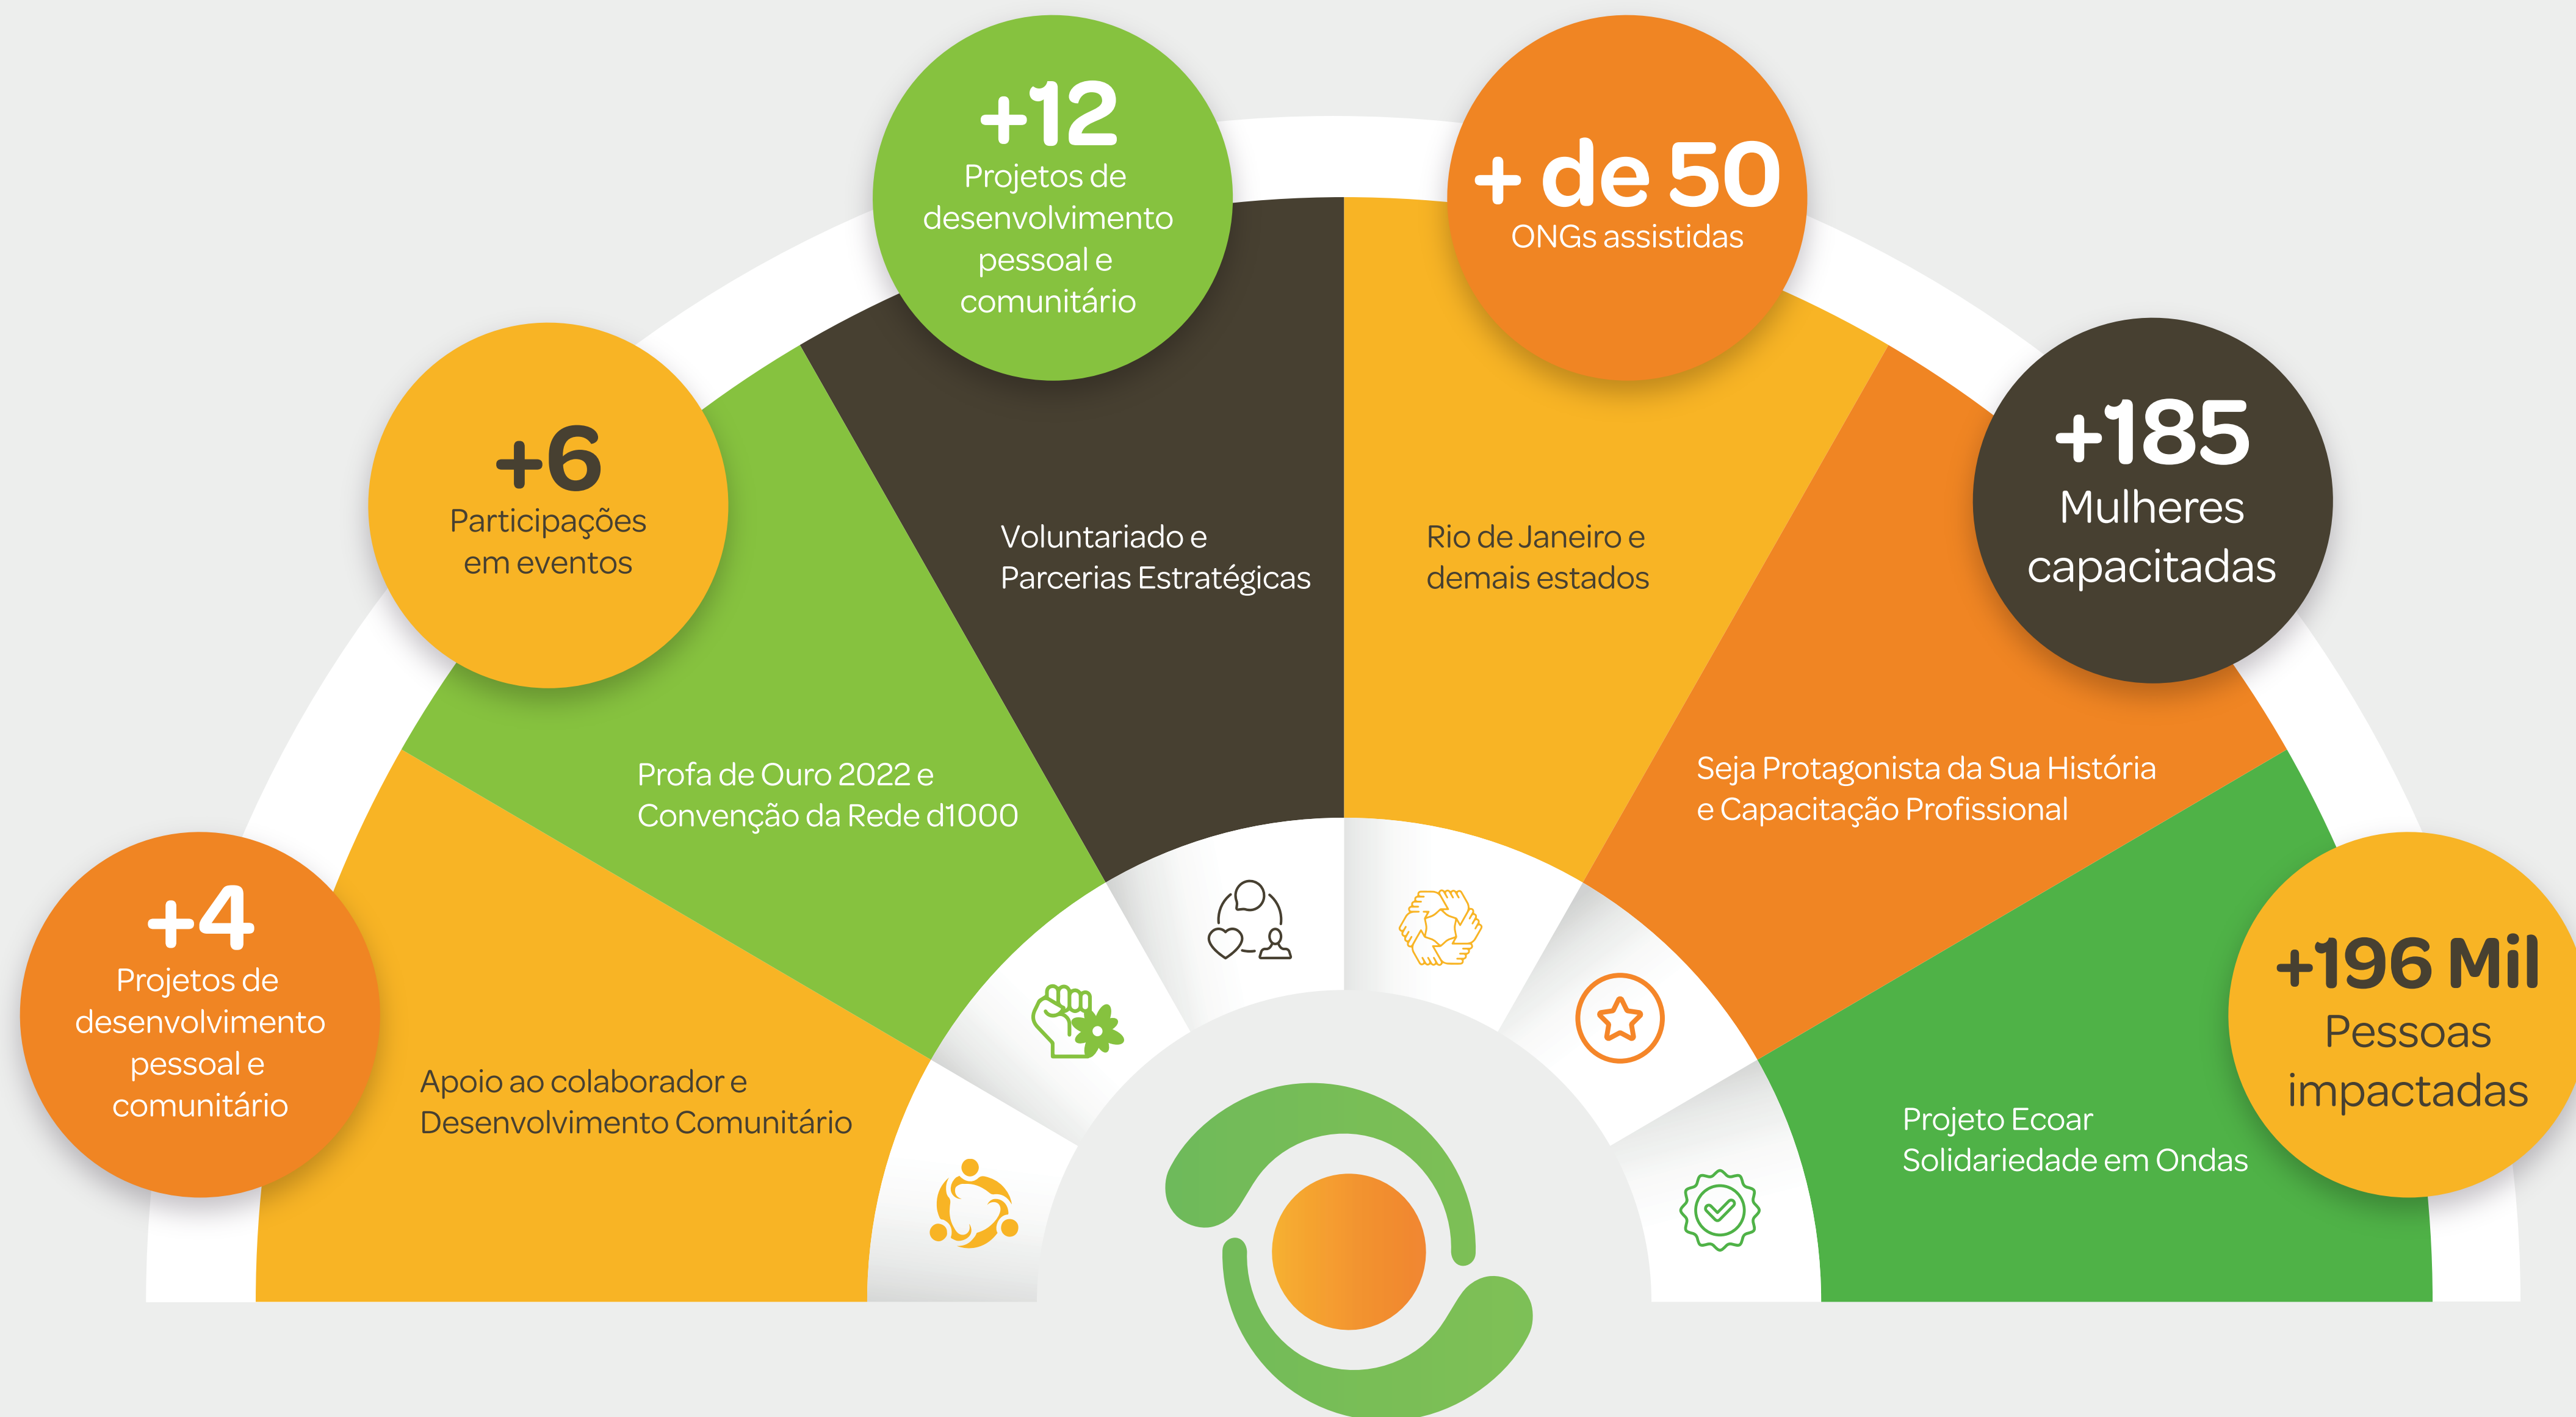 +4
Projetos de
desenvolvimento
pessoal e
comunitário
Apoio ao colaborador e
Desenvolvimento Comunitário
+6
Participações
em eventos
Profa de Ouro 2022 e
Convenção da Rede d1000
+12
Projetos de
desenvolvimento
pessoal e
comunitário
Voluntariado e
Parcerias Estratégicas
+ de 50
ONGs assistidas
Rio de Janeiro e
demais estados
+185
Mulheres
capacitadas
Seja Protagonista da Sua História
e Capacitação Profissional
+196 Mil
Pessoas
impactadas
Projeto Ecoar
Solidariedade em Ondas